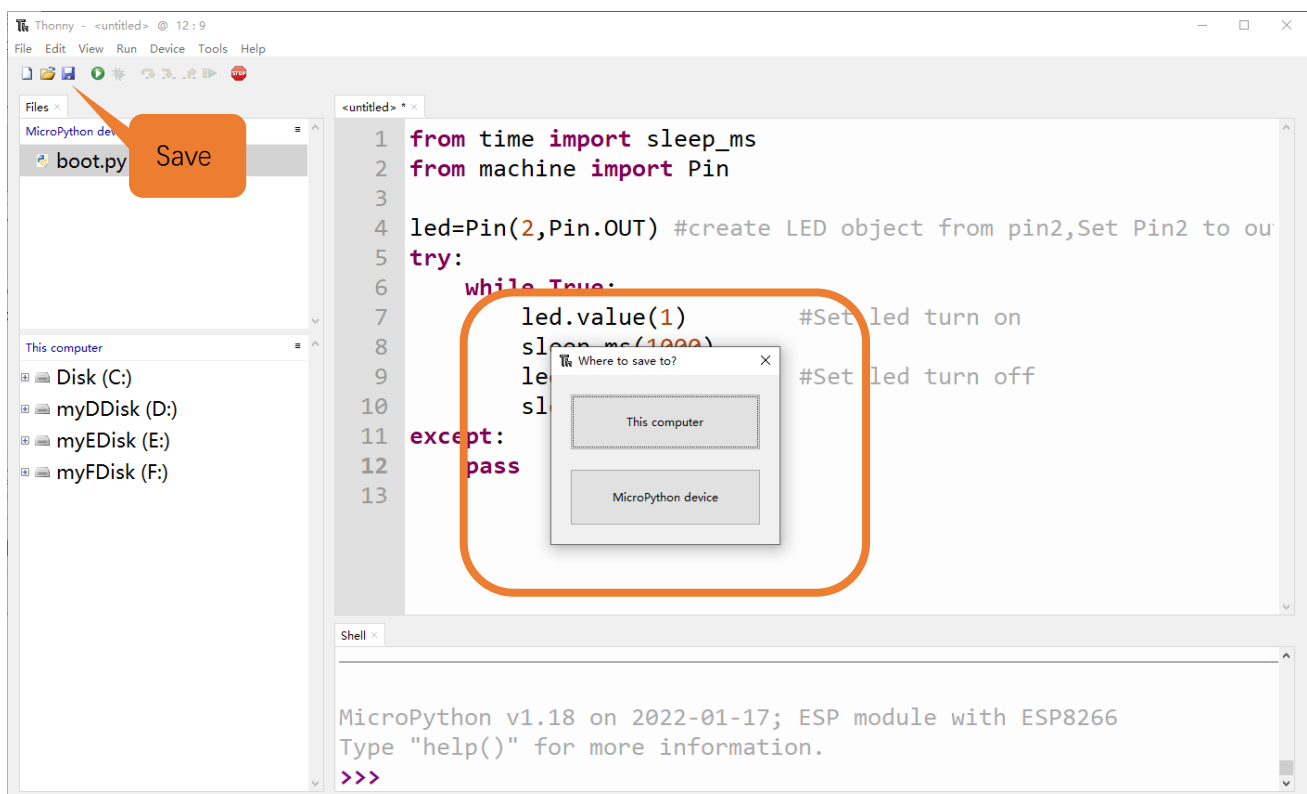 Thonny - <untitled> @ 12:9
File Edit View Run Device Tools Help
STOP
Files
MicroPython dev
boot.py
Save
This computer
Disk (C:)
myDDisk (D:)
myEDisk (E:)
myFDisk (F:)
<untitled> *
1 from time import sleep_ms
2 from machine import Pin
3
4 led=Pin(2,Pin.OUT) #create LED object from pin2,Set Pin2 to ou
5 try:
6 while True:
7 led.value(1) #Set led turn on
8 sleep_ms(1000)
9 le #Set led turn off
10 sl
11 except:
12 pass
13
Where to save to?
This computer
MicroPython device
Shell
MicroPython v1.18 on 2022-01-17; ESP module with ESP8266
Type "help()" for more information.
>>>